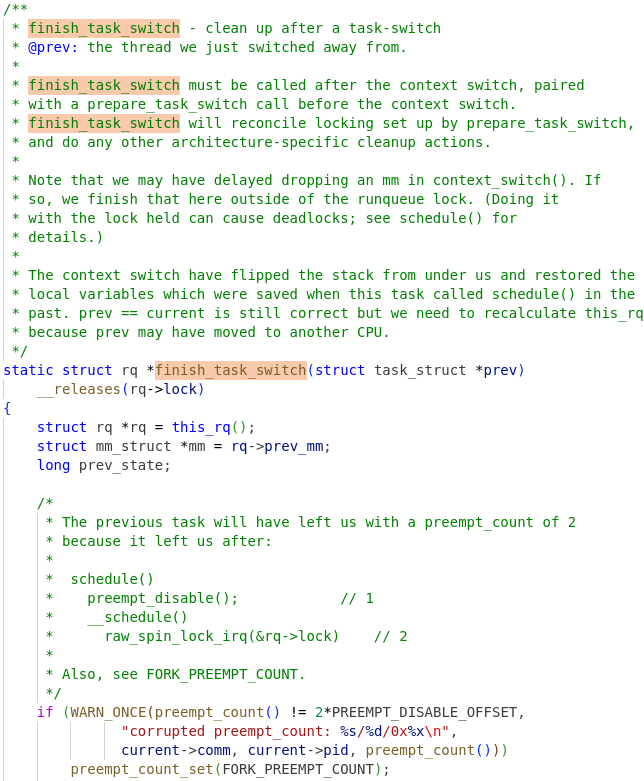 /**
 * finish_task_switch - clean up after a task-switch
 * @prev: the thread we just switched away from.
 *
 * finish_task_switch must be called after the context switch, paired
 * with a prepare_task_switch call before the context switch.
 * finish_task_switch will reconcile locking set up by prepare_task_switch,
 * and do any other architecture-specific cleanup actions.
 *
 * Note that we may have delayed dropping an mm in context_switch(). If
 * so, we finish that here outside of the runqueue lock. (Doing it
 * with the lock held can cause deadlocks; see schedule() for
 * details.)
 *
 * The context switch have flipped the stack from under us and restored the
 * local variables which were saved when this task called schedule() in the
 * past. prev == current is still correct but we need to recalculate this_rq
 * because prev may have moved to another CPU.
 */
static struct rq *finish_task_switch(struct task_struct *prev)
    __releases(rq->lock)
{
    struct rq *rq = this_rq();
    struct mm_struct *mm = rq->prev_mm;
    long prev_state;

    /*
     * The previous task will have left us with a preempt_count of 2
     * because it left us after:
     *
     *  schedule()
     *    preempt_disable();            // 1
     *    __schedule()
     *      raw_spin_lock_irq(&rq->lock)    // 2
     *
     * Also, see FORK_PREEMPT_COUNT.
     */
    if (WARN_ONCE(preempt_count() != 2*PREEMPT_DISABLE_OFFSET,
              "corrupted preempt_count: %s/%d/0x%x\n",
              current->comm, current->pid, preempt_count()))
        preempt_count_set(FORK_PREEMPT_COUNT);